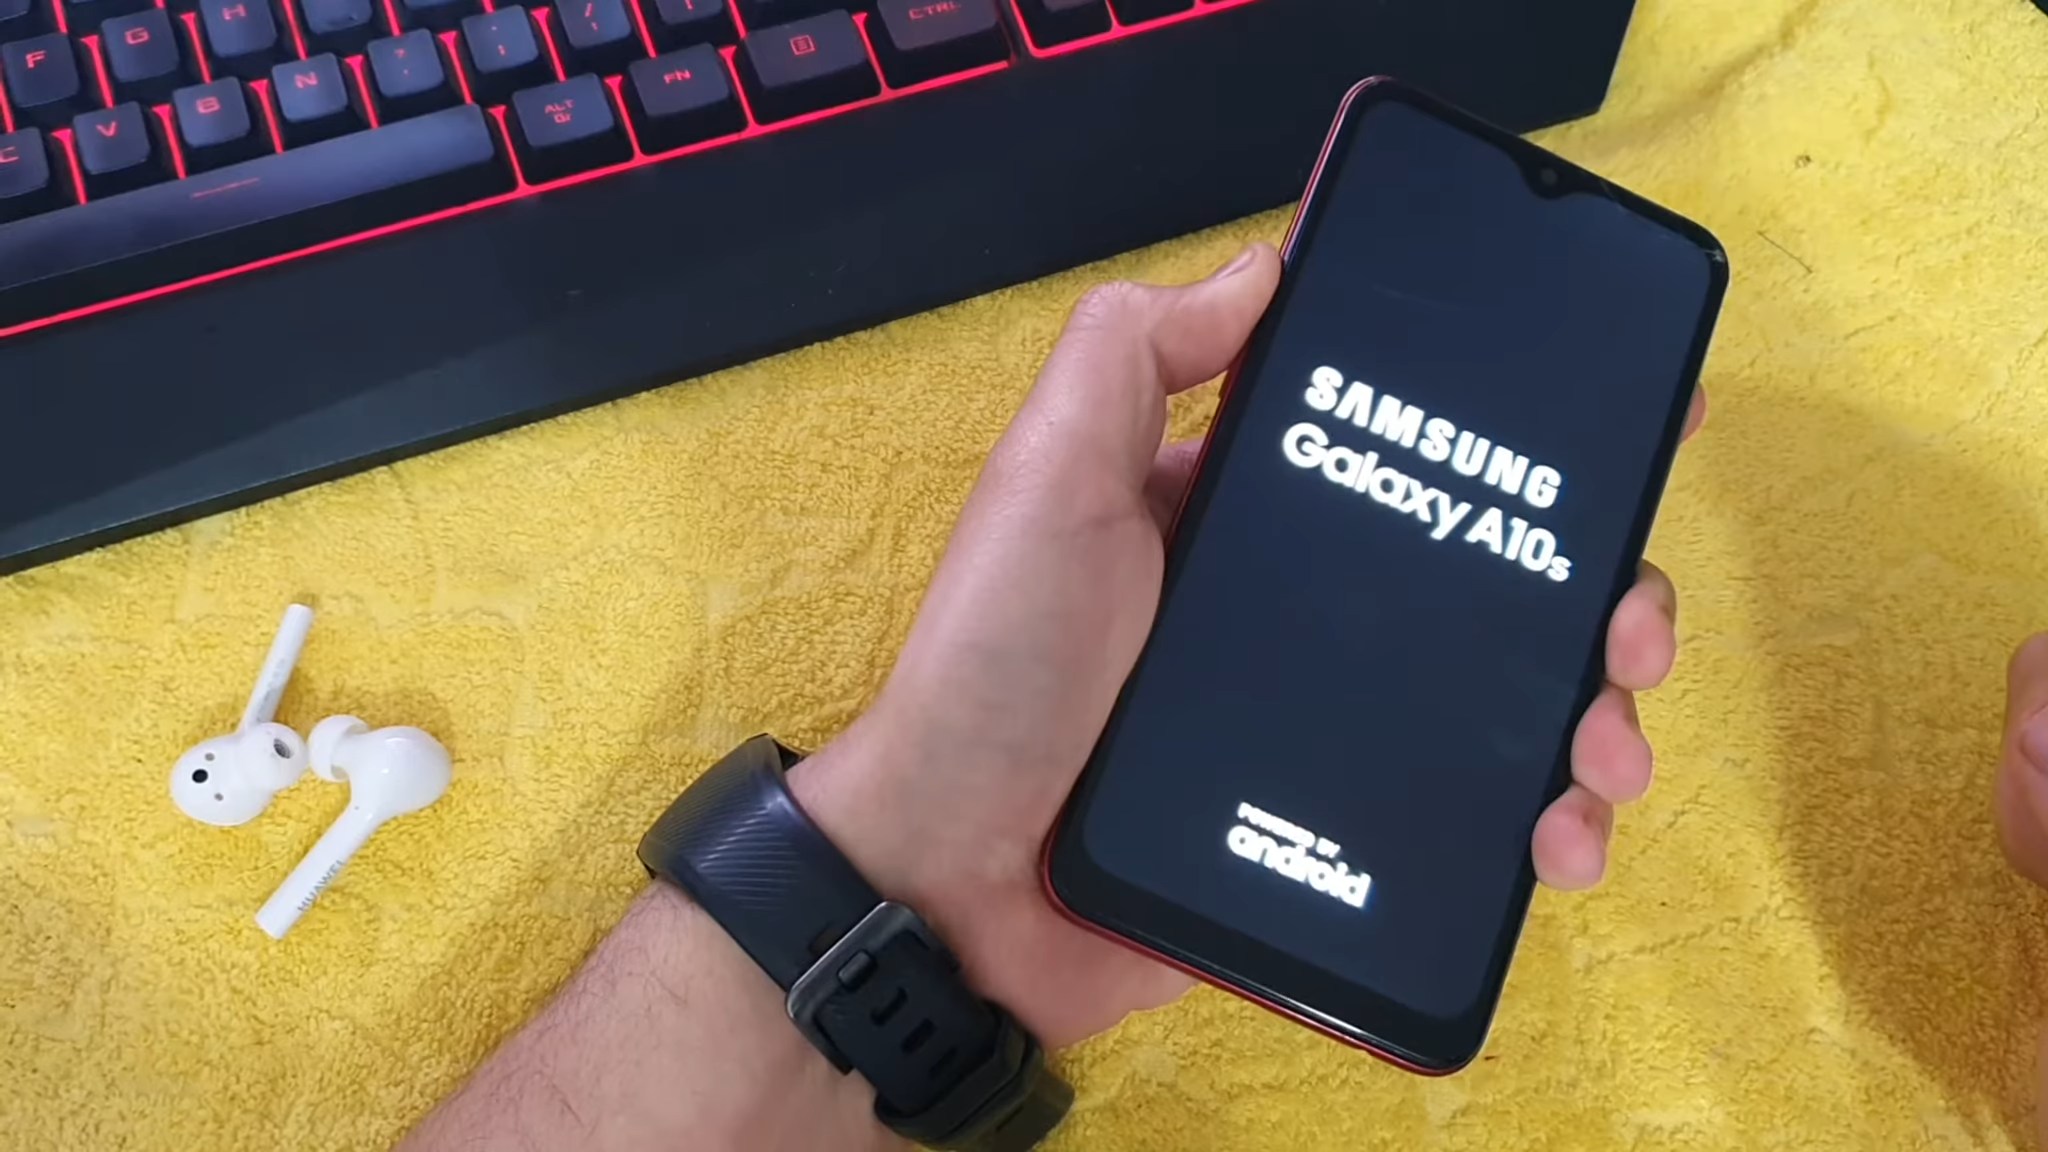 F G H ? : / !
C V B N , ; ALT Gr FN CTRL
SAMSUNG
Galaxy A10s
POWERED BY
android
HUAWEI